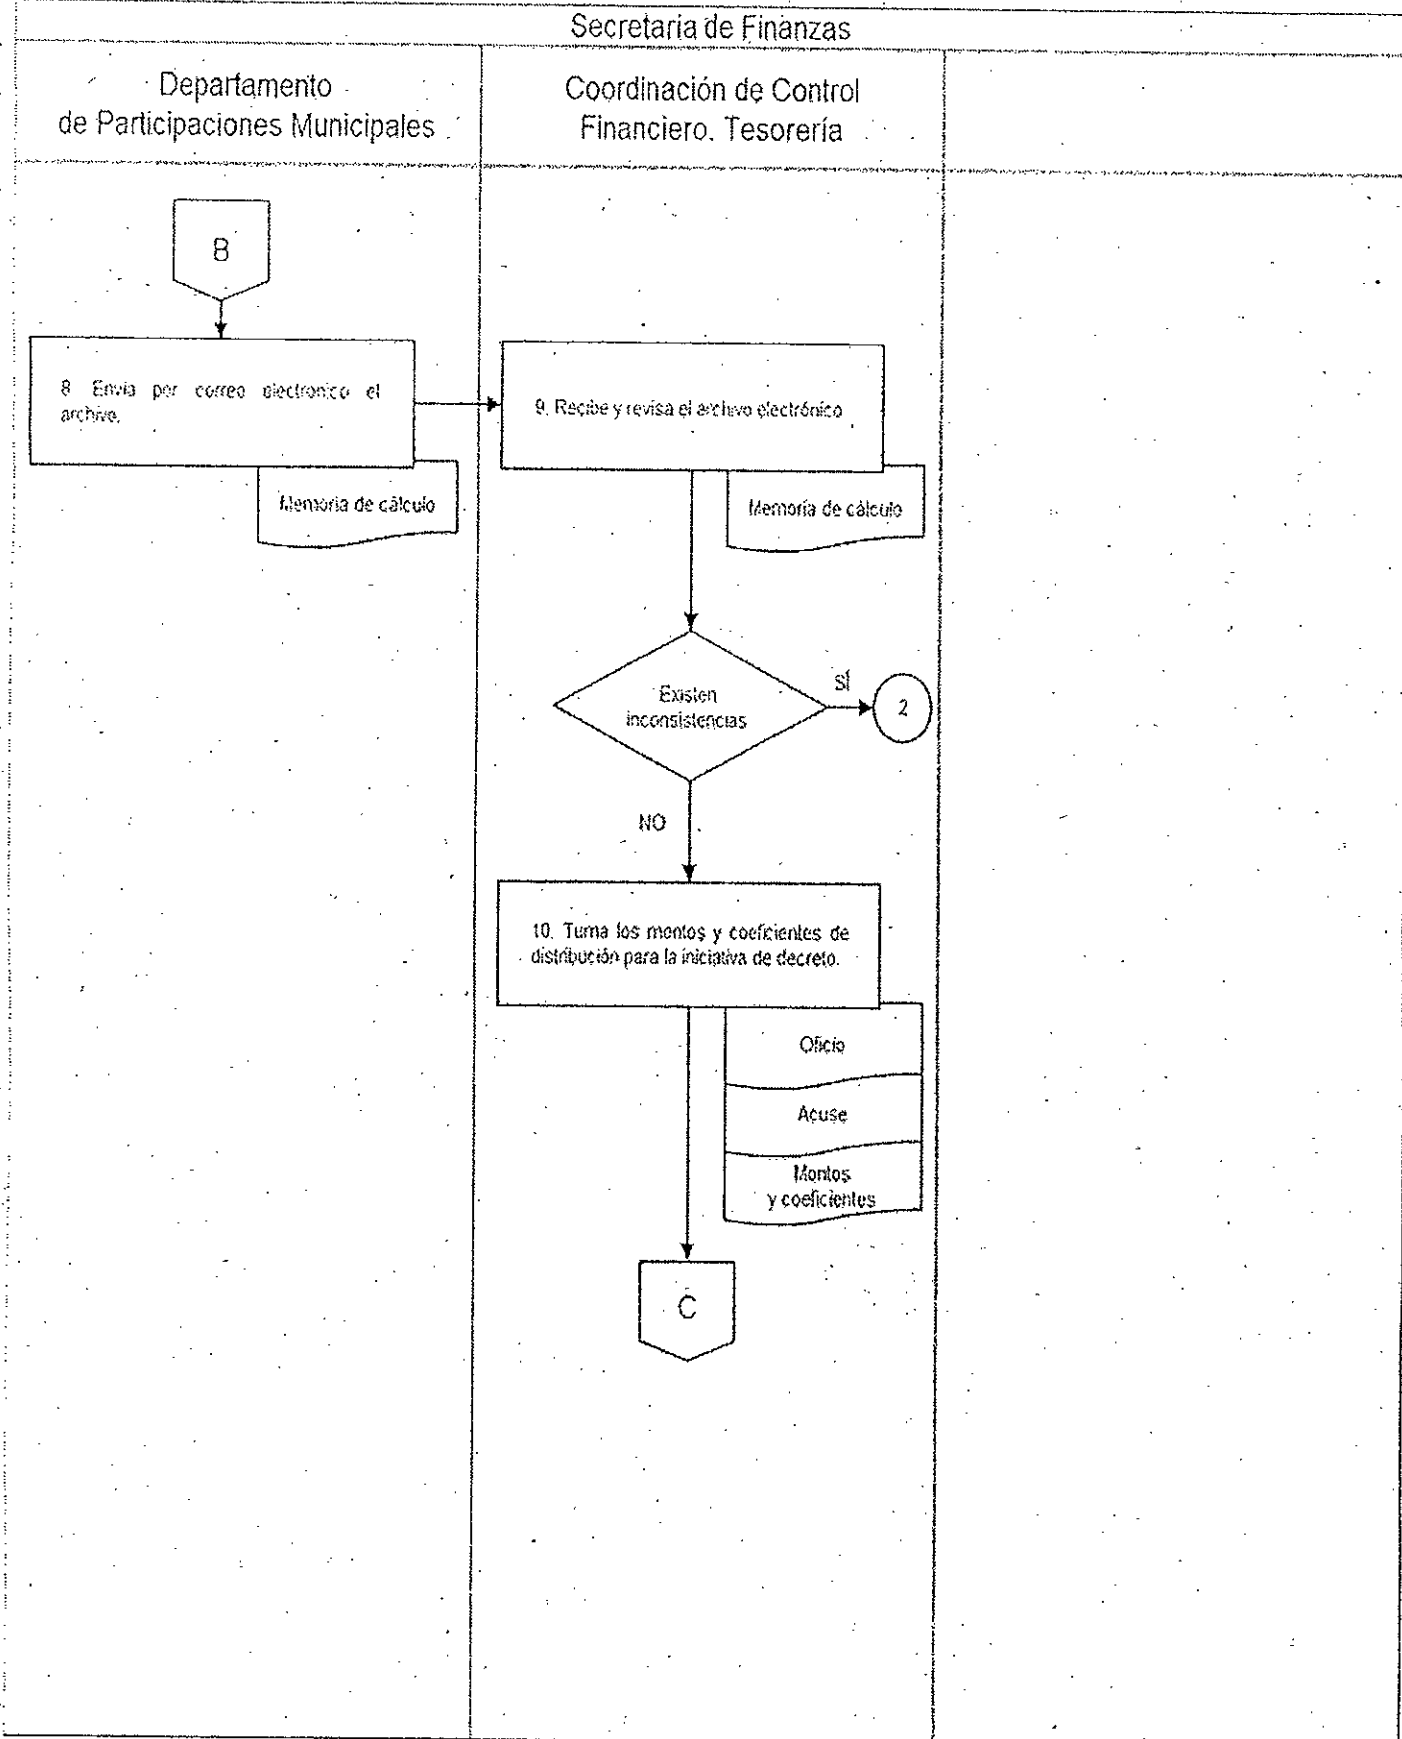 Secretaría de Finanzas
Departamento
de Participaciones Municipales
Coordinación de Control
Financiero. Tesorería
B
8 Envia por correo electronico el
archivo.
Memoria de cálculo
9. Recibe y revisa el archivo electrónico
Memoria de cálculo
Existen
inconsistencias
SÍ
2
NO
10. Turna los montos y coeficientes de
distribución para la iniciativa de decreto.
Oficio
Acuse
Montos
y coeficientes
C